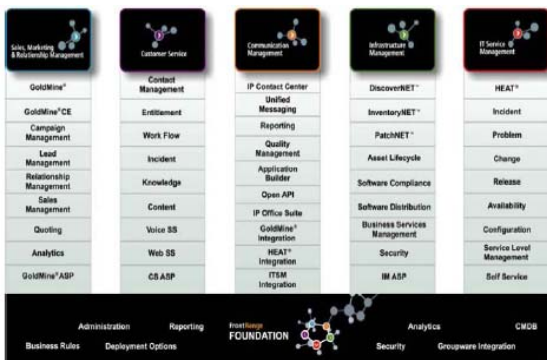 Sales, Marketing
& Relationship Management
GoldMine®
GoldMine®CE
Campaign
Management
Lead
Management
Relationship
Management
Sales
Management
Quoting
Analytics
GoldMine®ASP
Customer Service
Contact
Management
Entitlement
Work Flow
Incident
Knowledge
Content
Voice SS
Web SS
CS ASP
Communication
Management
IP Contact Center
Unified
Messaging
Reporting
Quality
Management
Application
Builder
Open API
IP Office Suite
GoldMine®
Integration
HEAT®
Integration
ITSM
Integration
Infrastructure
Management
DiscoverNET™
InventoryNET™
PatchNET™
Asset Lifecycle
Software Compliance
Software Distribution
Business Services
Management
Security
IM ASP
IT Service
Management
HEAT®
Incident
Problem
Change
Release
Availability
Configuration
Service Level
Management
Self Service
Administration
Reporting
Business Rules
Deployment Options
FrontRange
FOUNDATION
Analytics
CMDB
Security
Groupware Integration